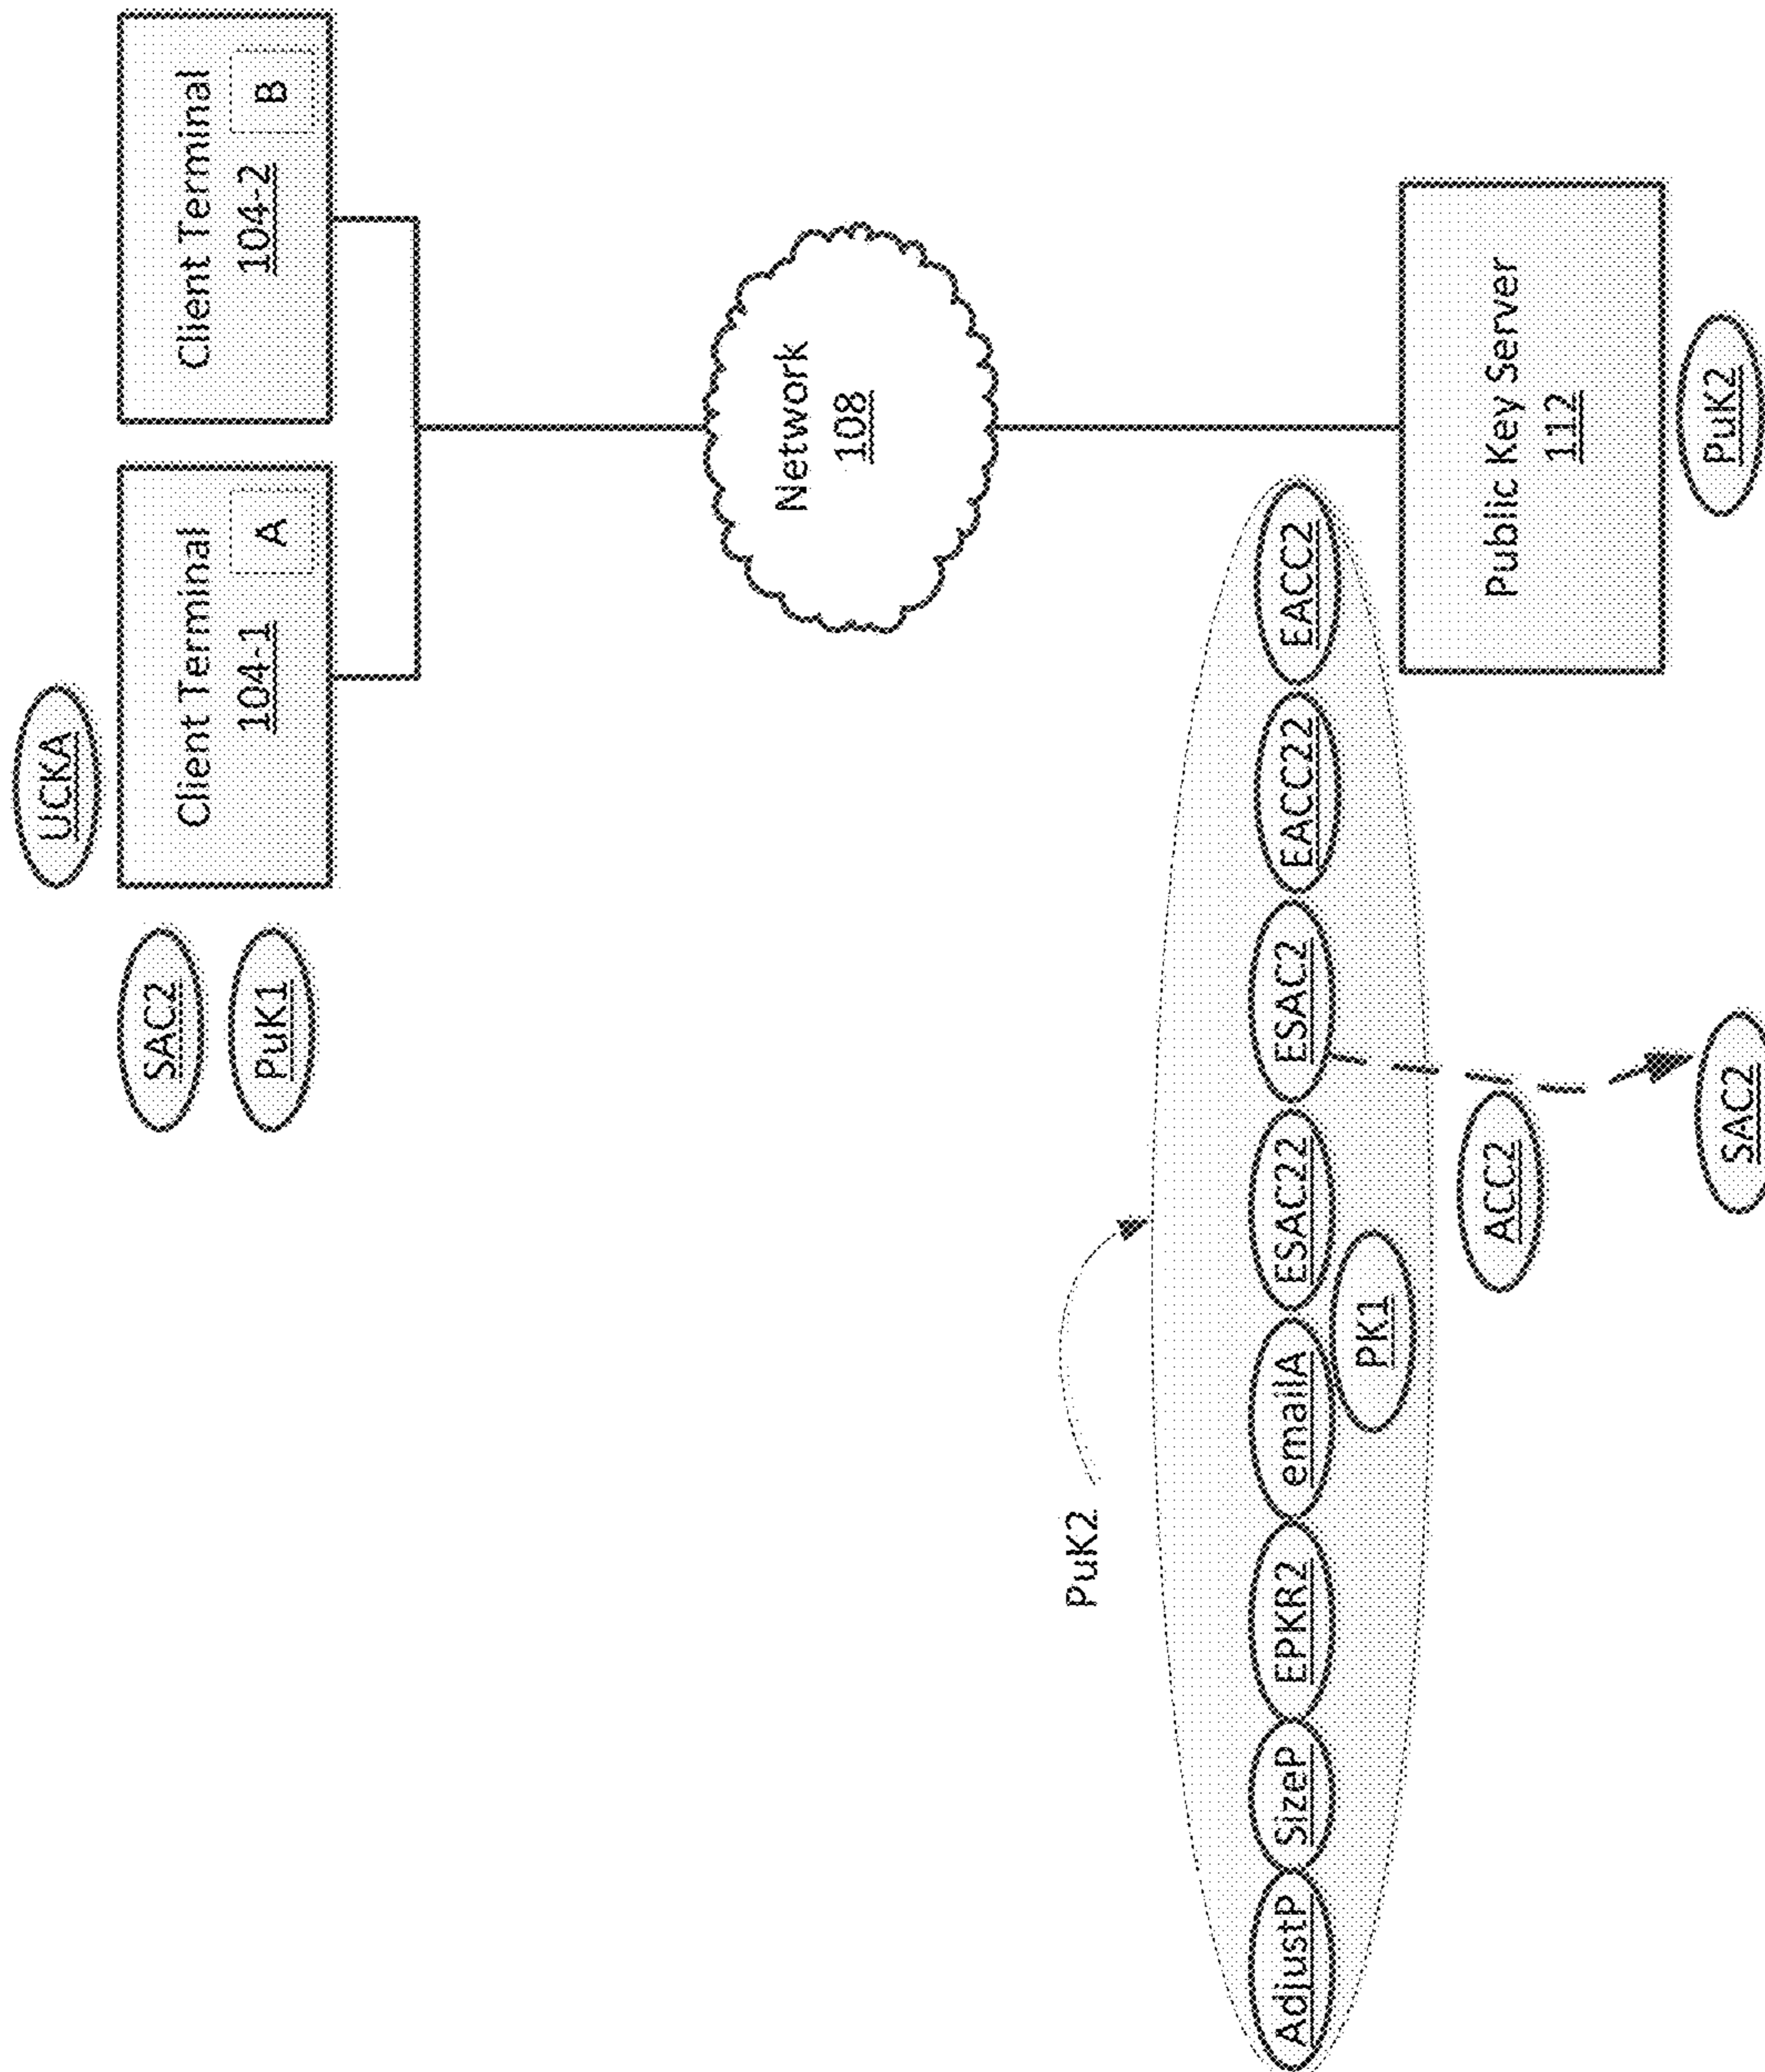 UCKA
SAC2
PuK1
Client Terminal
104-1
A
Client Terminal
104-2
B
Network
108
PuK2
AdjustP
SizeP
EPKR2
emailA
ESAC22
ESAC2
EACC22
EACC2
PK1
Public Key Server
112
ACC2
PuK2
SAC2